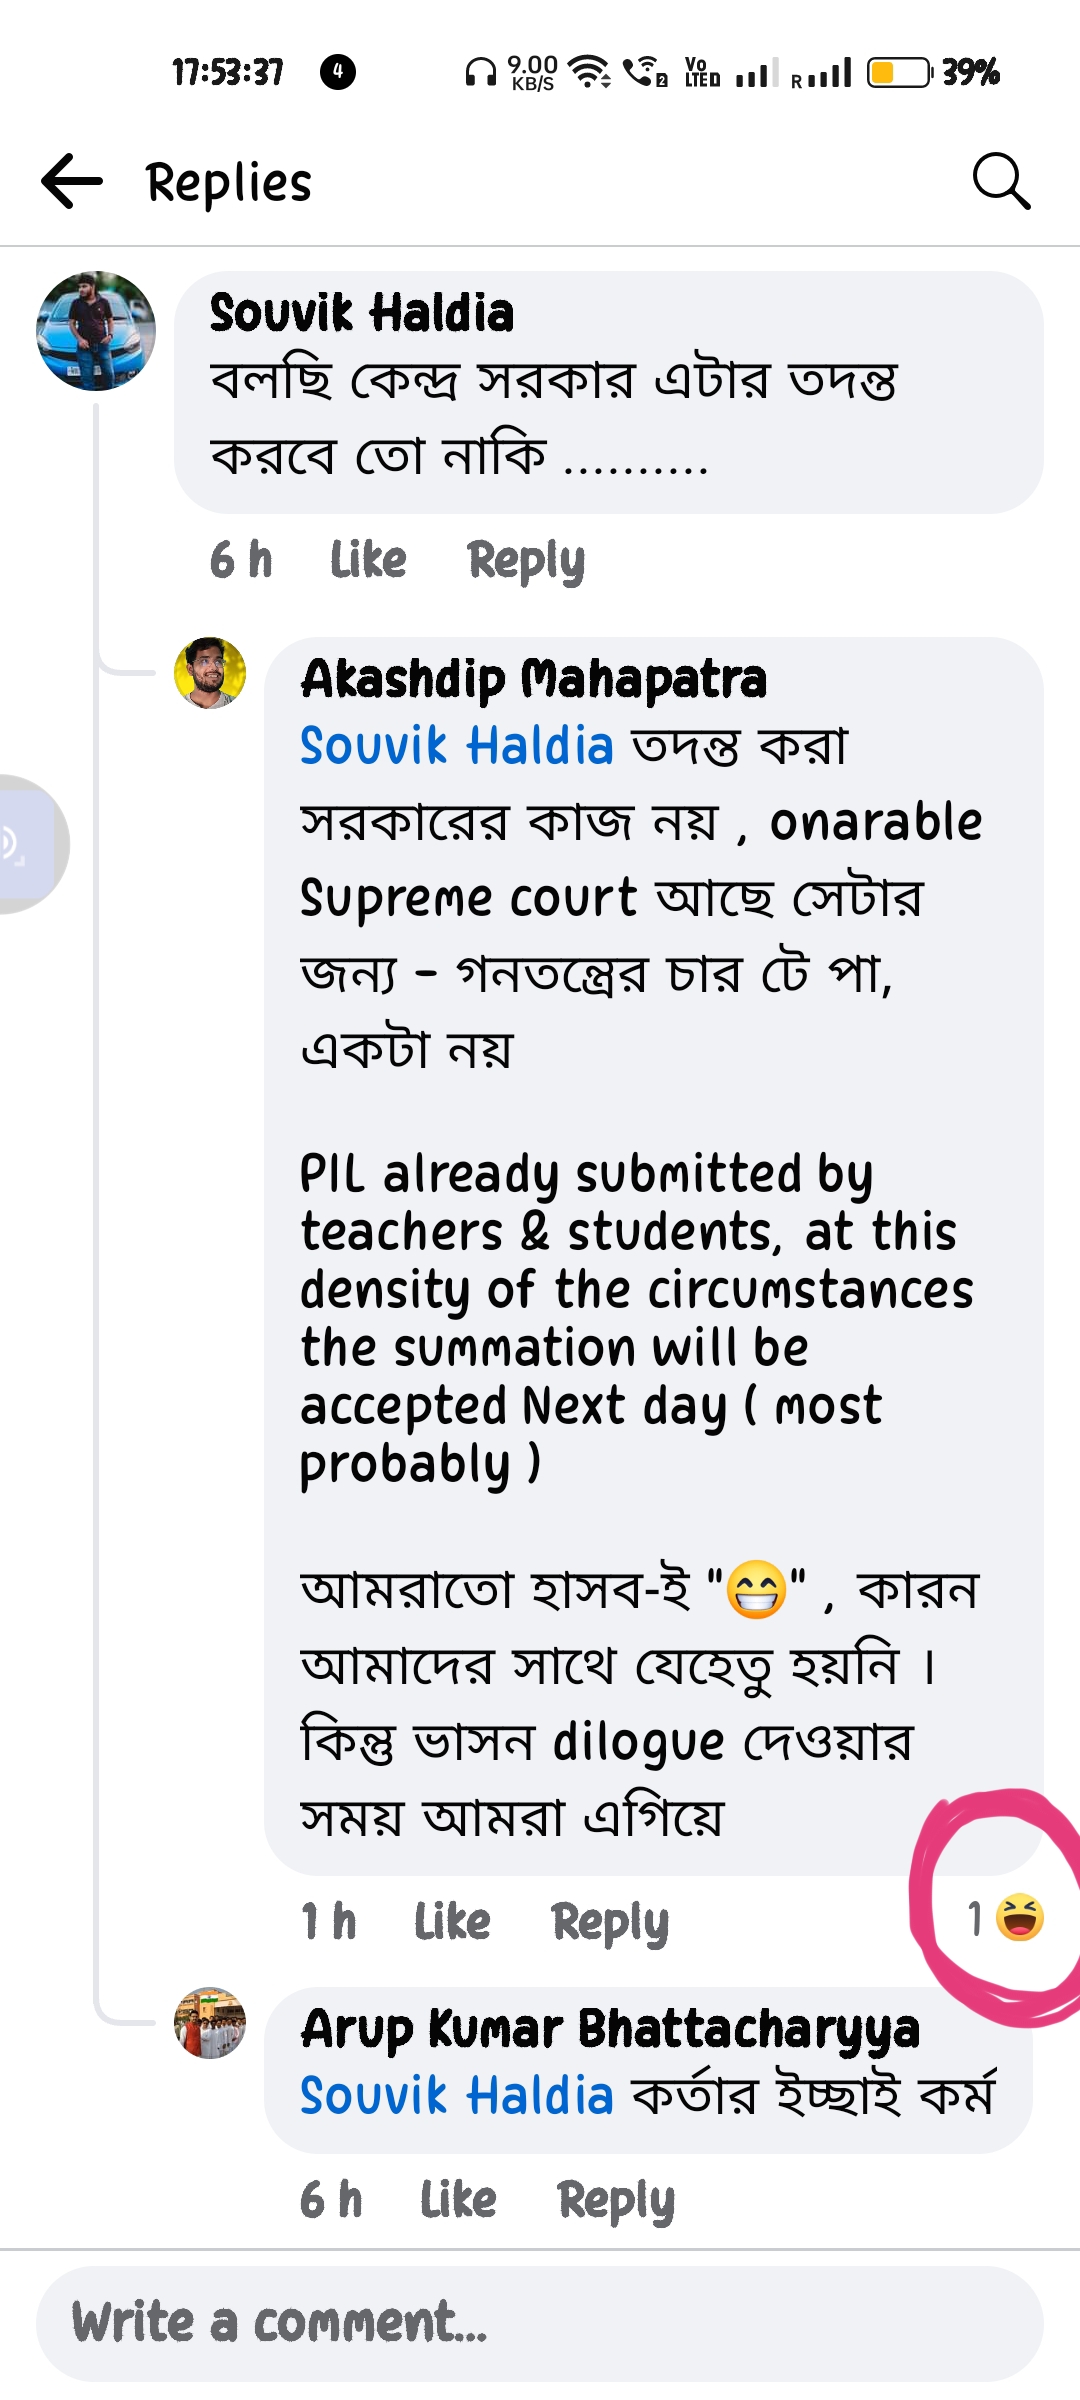 17:53:37 4 9.00 KB/S 2 Vo LTED R 39%
Replies
Souvik Haldia
বলছি কেন্দ্র সরকার এটার তদন্ত
করবে তো নাকি ..........
6 h Like Reply
Akashdip Mahapatra
Souvik Haldia তদন্ত করা
সরকারের কাজ নয় , onarable
Supreme court আছে সেটার
জন্য - গনতন্ত্রের চার টে পা,
একটা নয়
PIL already submitted by
teachers & students, at this
density of the circumstances
the summation will be
accepted Next day ( most
probably )
আমরাতো হাসব-ই "😁" , কারন
আমাদের সাথে যেহেতু হয়নি ।
কিন্তু ভাসন dilogue দেওয়ার
সময় আমরা এগিয়ে
1 h Like Reply 1 😆
Arup Kumar Bhattacharyya
Souvik Haldia কর্তার ইচ্ছাই কর্ম
6 h Like Reply
Write a comment...